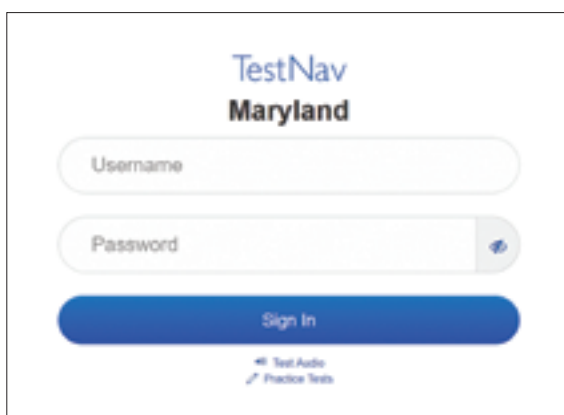 TestNav
Maryland
Username
Password
Sign In
Test Audio
Practice Tests